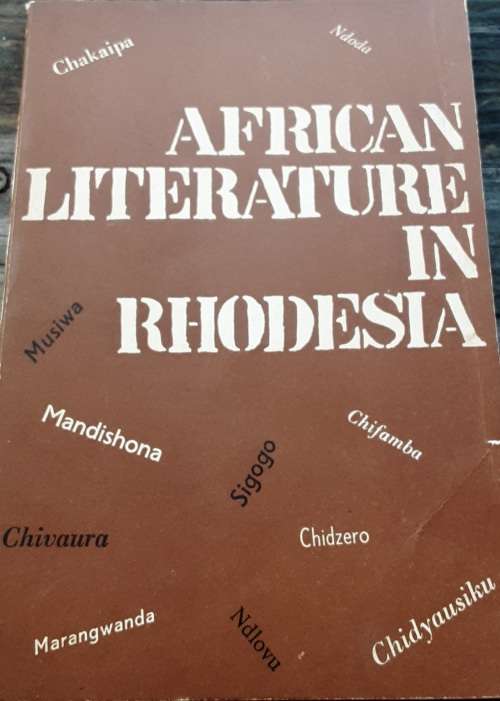 Chakaipa
Ndoda
AFRICAN
LITERATURE
IN
RHODESIA
Musiwa
Mandishona
Chifamba
Sigogo
Chivaura
Chidzero
Marangwanda
Ndlovu
Chidyausiku